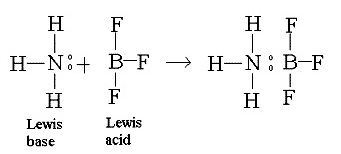 H F F
H—N: + B—F → H H—N : B—F
H F H F
Lewis Lewis
base acid